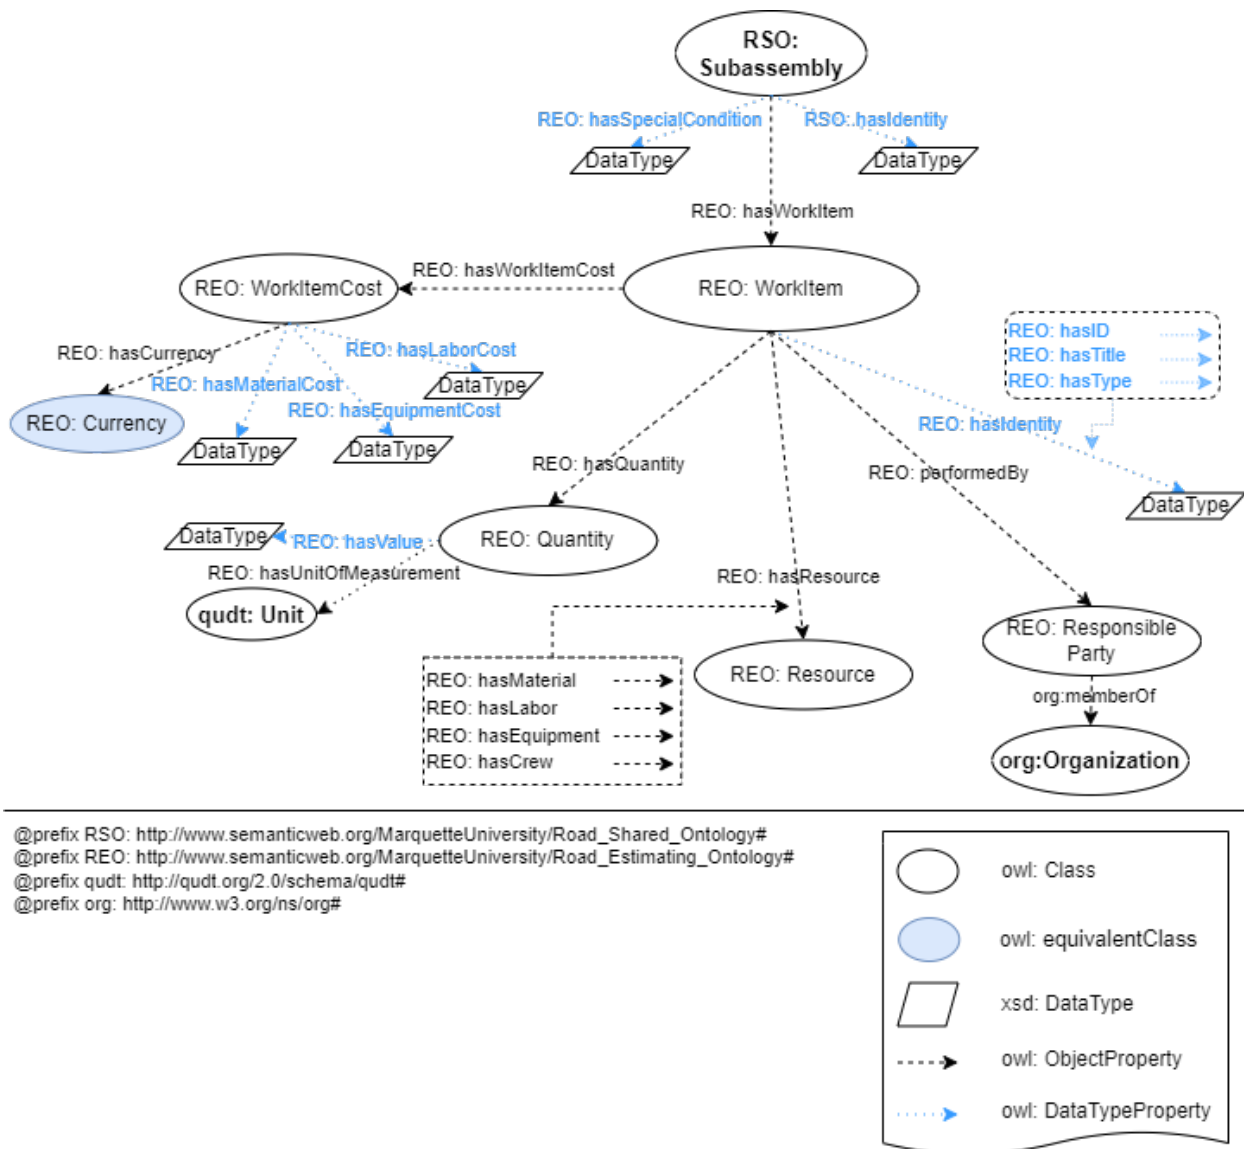 RSO:
Subassembly
REO: hasSpecialCondition
RSO: hasIdentity
DataType
DataType
REO: hasWorkItem
REO: WorkItemCost
REO: hasWorkItemCost
REO: WorkItem
REO: hasCurrency
REO: hasLaborCost
REO: hasMaterialCost
DataType
REO: hasEquipmentCost
REO: Currency
DataType
DataType
REO: hasID
REO: hasTitle
REO: hasType
REO: hasIdentity
REO: hasQuantity
REO: performedBy
DataType
DataType
REO: hasValue
REO: Quantity
REO: hasUnitOfMeasurement
qudt: Unit
REO: hasResource
REO: hasMaterial
REO: hasLabor
REO: hasEquipment
REO: hasCrew
REO: Resource
REO: Responsible
Party
org:memberOf
org:Organization
@prefix RSO: http://www.semanticweb.org/MarquetteUniversity/Road_Shared_Ontology#
@prefix REO: http://www.semanticweb.org/MarquetteUniversity/Road_Estimating_Ontology#
@prefix qudt: http://qudt.org/2.0/schema/qudt#
@prefix org: http://www.w3.org/ns/org#
owl: Class
owl: equivalentClass
xsd: DataType
owl: ObjectProperty
owl: DataTypeProperty